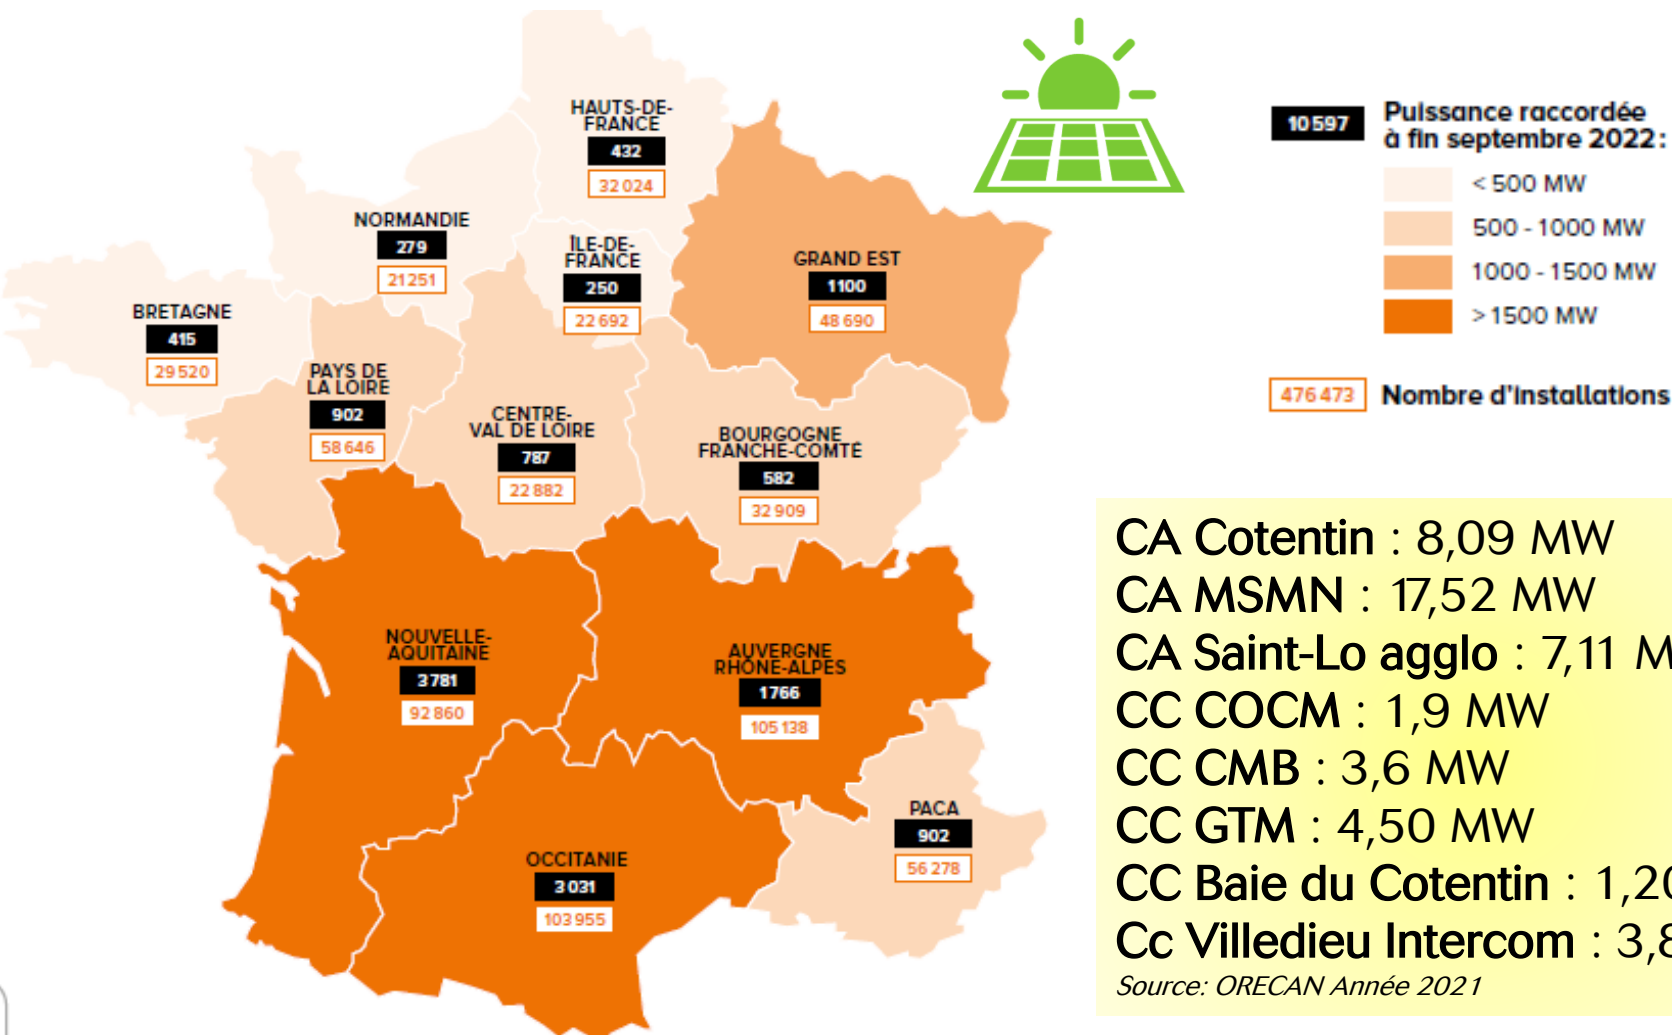 HAUTS-DE-
FRANCE
432
32 024
NORMANDIE
279
21 251
ÎLE-DE-
FRANCE
250
22 692
GRAND EST
1100
48 690
BRETAGNE
415
29 520
PAYS DE
LA LOIRE
902
58 646
CENTRE-
VAL DE LOIRE
787
22 882
BOURGOGNE
FRANCHE-COMTÉ
582
32 909
NOUVELLE-
AQUITAINE
3 781
92 860
AUVERGNE
RHÔNE-ALPES
1766
105 138
PACA
902
56 278
OCCITANIE
3 031
103 955
10 597
Puissance raccordée
à fin septembre 2022 :
< 500 MW
500 - 1000 MW
1000 - 1500 MW
> 1500 MW
476 473 Nombre d'installations
CA Cotentin : 8,09 MW
CA MSMN : 17,52 MW
CA Saint-Lo agglo : 7,11 M
CC COCM : 1,9 MW
CC CMB : 3,6 MW
CC GTM : 4,50 MW
CC Baie du Cotentin : 1,20
Cc Villedieu Intercom : 3,8
Source: ORECAN Année 2021